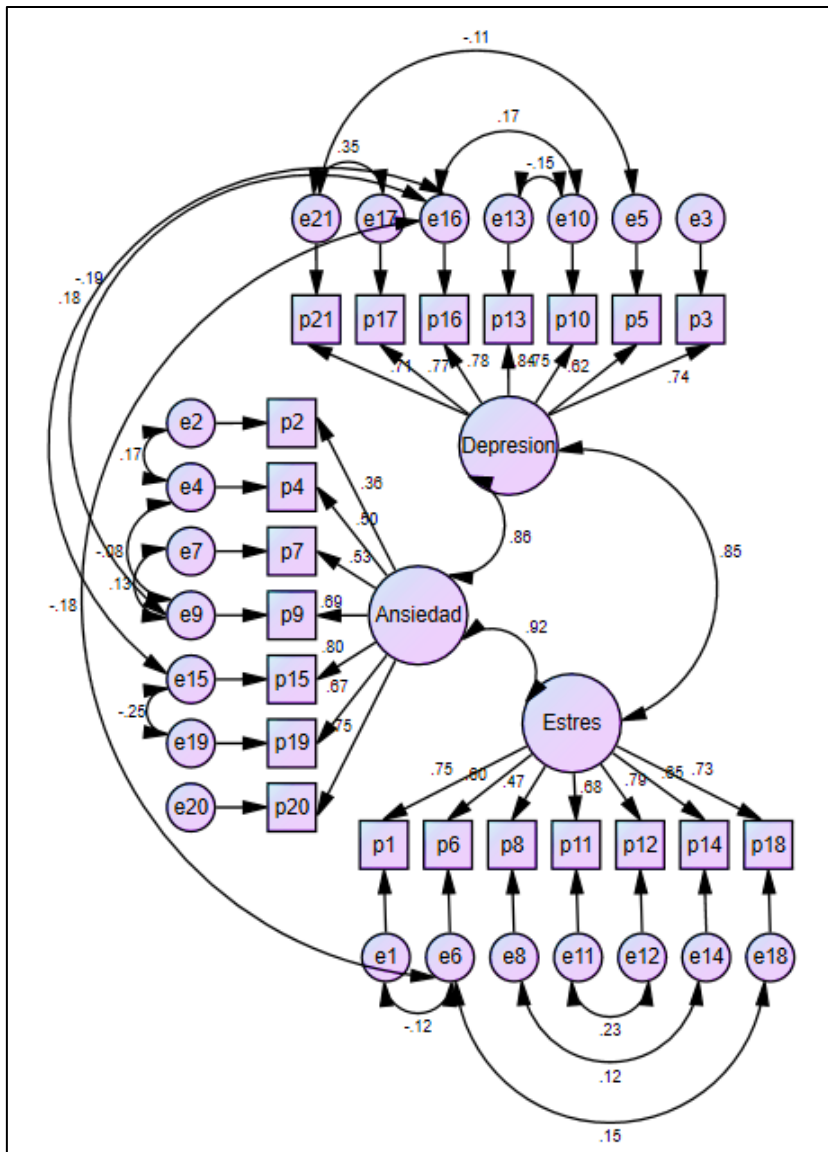 -.11
.17
.35
-.15
e21 e17 e16 e13 e10 e5 e3
-.19
.18
p21 p17 p16 p13 p10 p5 p3
.71 .77 .78 .84 .75 .62 .74
Depresion
e2 p2
.17
.36
e4 p4
.50
.86
.85
e7 p7
-.08
.53
.13
-.18
e9 p9 .69 Ansiedad
.92
.80
e15 p15 .67
-.25
.75
Estres
e19 p19
e20 p20
.75 .60 .47 .68 .79 .65 .73
p1 p6 p8 p11 p12 p14 p18
e1 e6 e8 e11 e12 e14 e18
-.12
.23
.12
.15